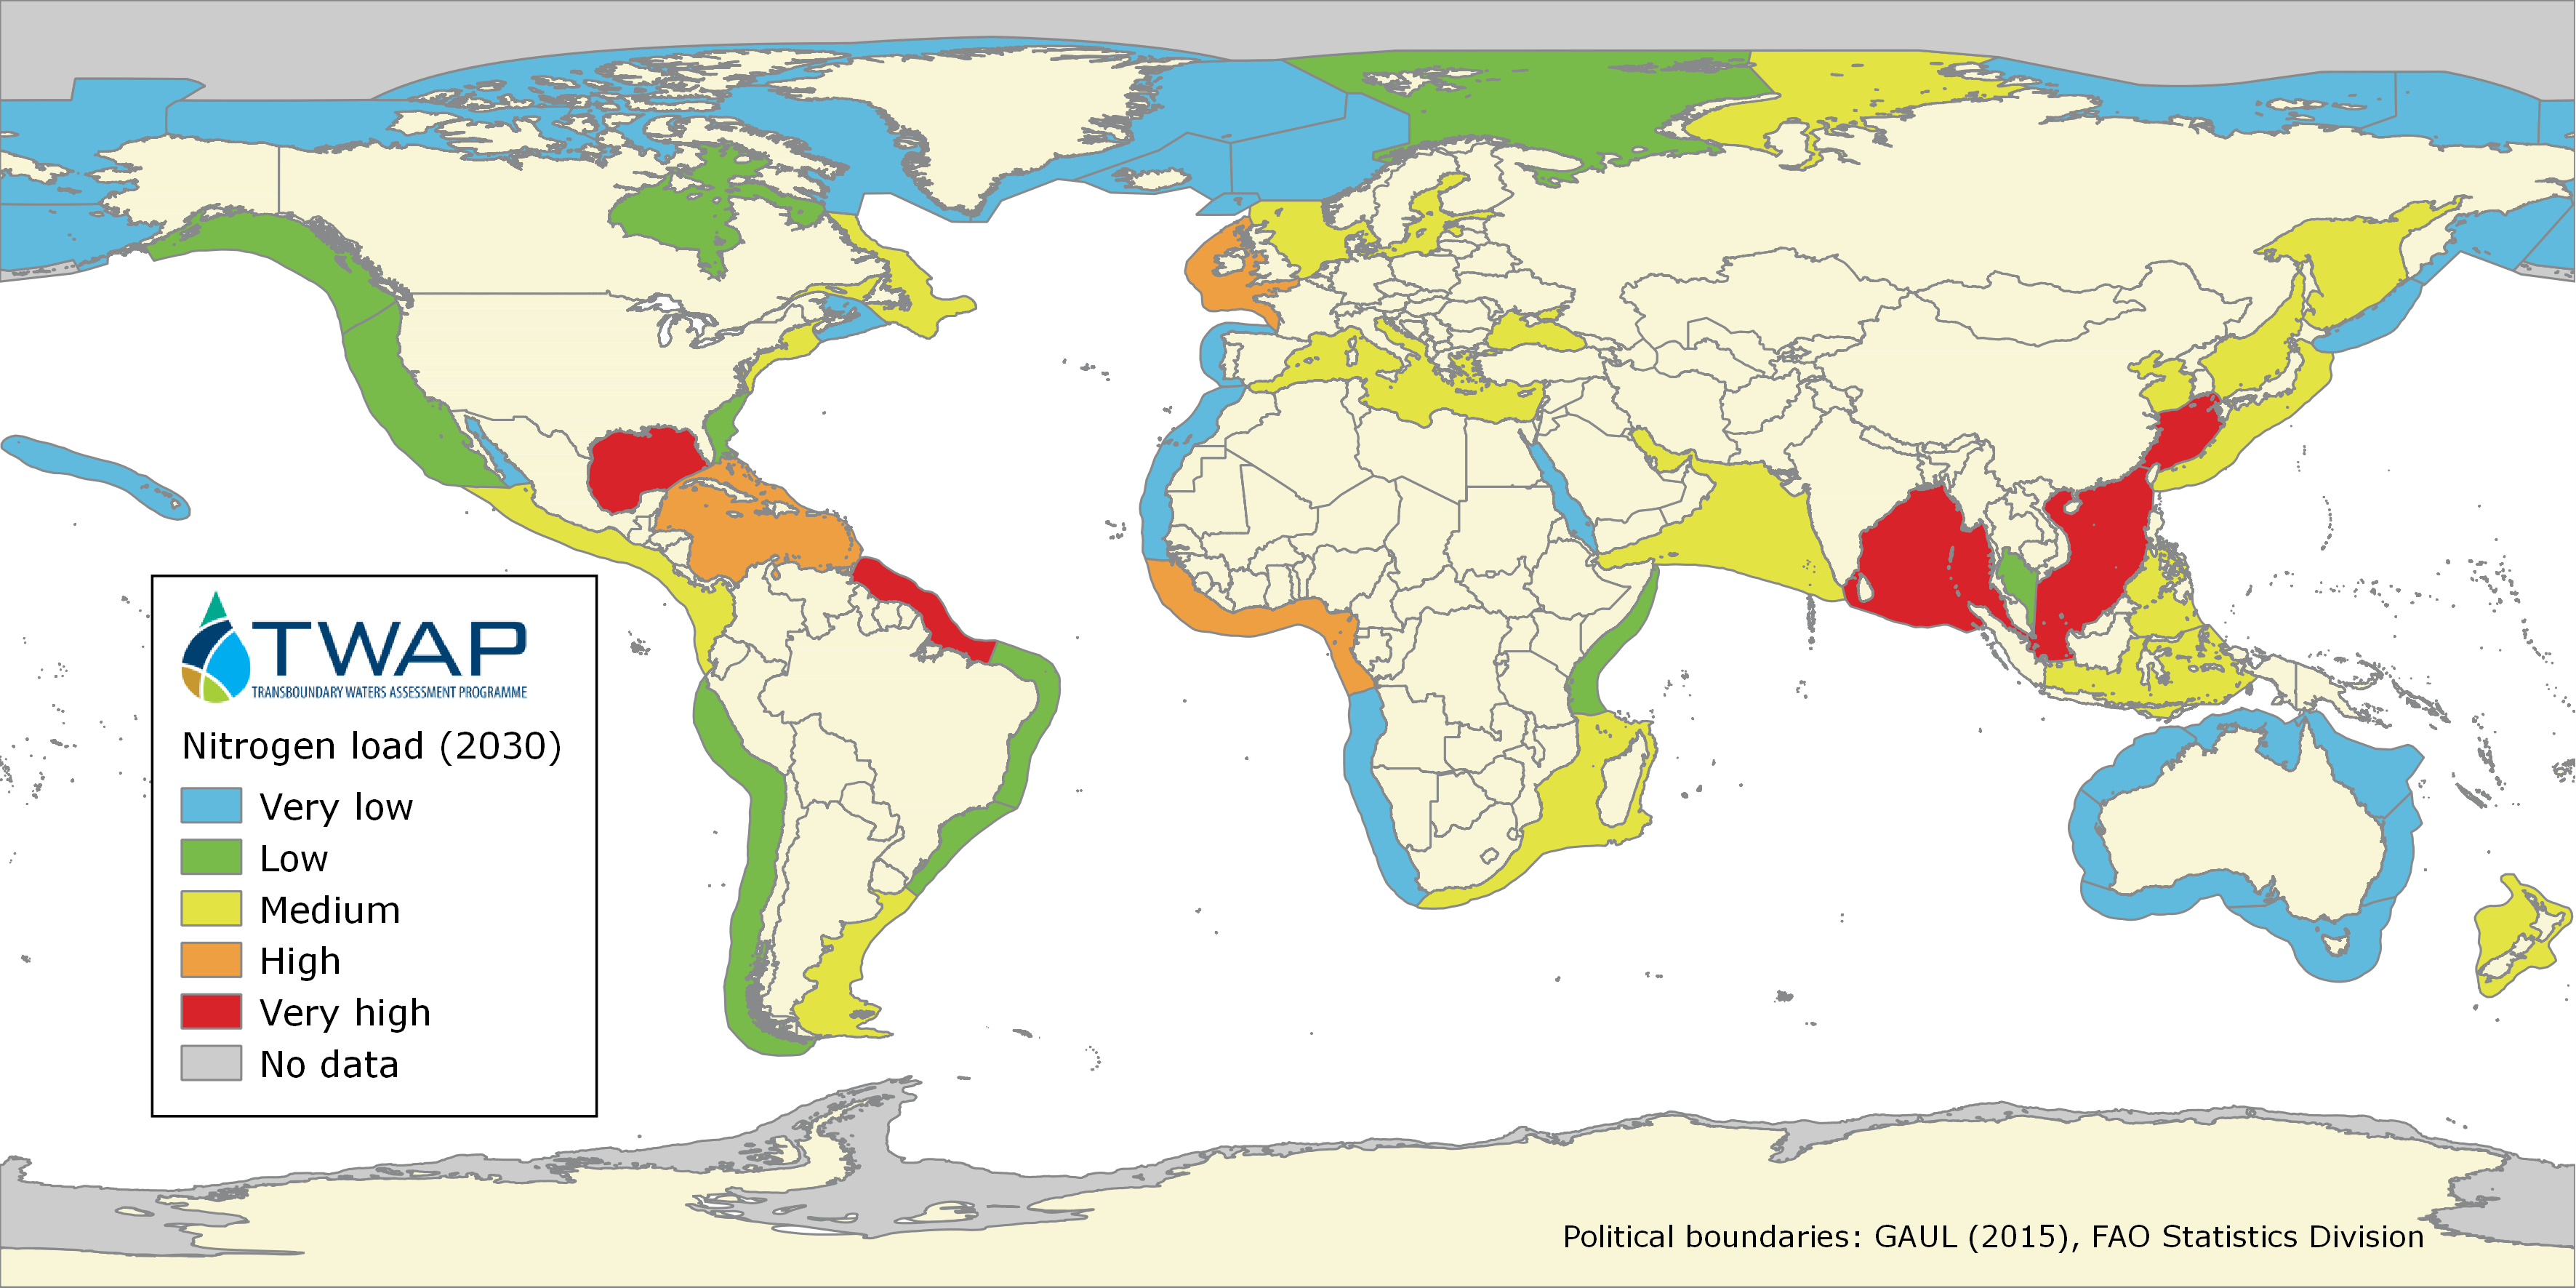 TWAP
TRANSBOUNDARY WATERS ASSESSMENT PROGRAMME
Nitrogen load (2030)
Very low
Low
Medium
High
Very high
No data
Political boundaries: GAUL (2015), FAO Statistics Division